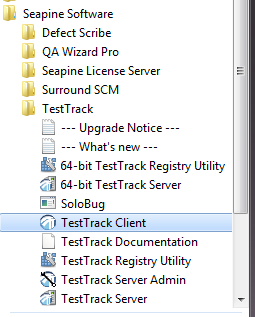 Seapine Software
Defect Scribe
QA Wizard Pro
Seapine License Server
Surround SCM
TestTrack
--- Upgrade Notice ---
--- What's new ---
64-bit TestTrack Registry Utility
64-bit TestTrack Server
SoloBug
TestTrack Client
TestTrack Documentation
TestTrack Registry Utility
TestTrack Server Admin
TestTrack Server